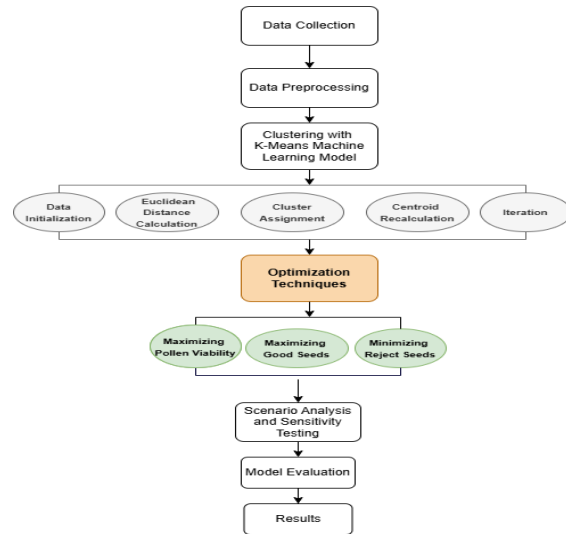 Data Collection
Data Preprocessing
Clustering with
K-Means Machine
Learning Model
Data
Initialization
Euclidean
Distance
Calculation
Cluster
Assignment
Centroid
Recalculation
Iteration
Optimization
Techniques
Maximizing
Pollen Viability
Maximizing
Good Seeds
Minimizing
Reject Seeds
Scenario Analysis
and Sensitivity
Testing
Model Evaluation
Results